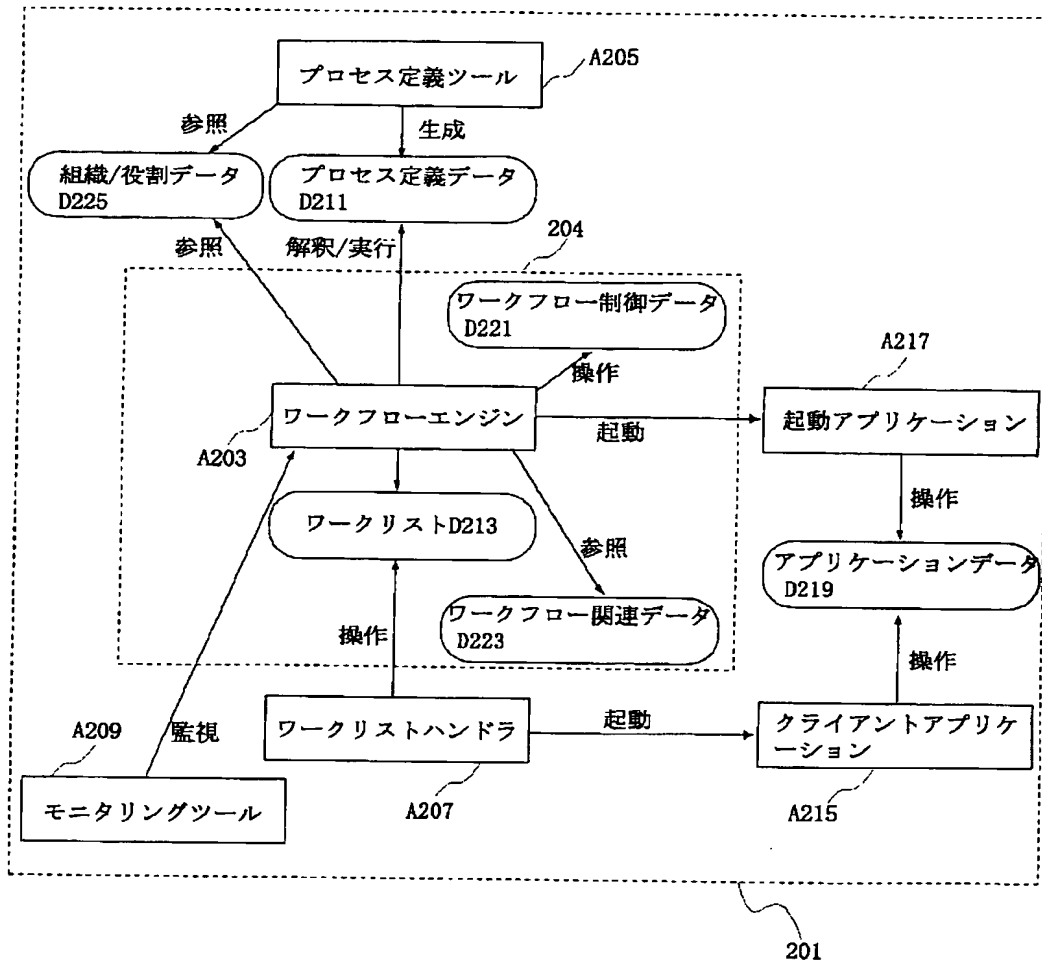 A205
プロセス定義ツール
参照
生成
組織/役割データ
D225
プロセス定義データ
D211
参照
解釈/実行
204
ワークフロー制御データ
D221
操作
A217
ワークフローエンジン
起動
起動アプリケーション
A203
操作
ワークリストD213
参照
アプリケーションデータ
D219
操作
ワークフロー関連データ
D223
操作
A209
監視
ワークリストハンドラ
起動
クライアントアプリケ
ーション
モニタリングツール
A207
A215
201